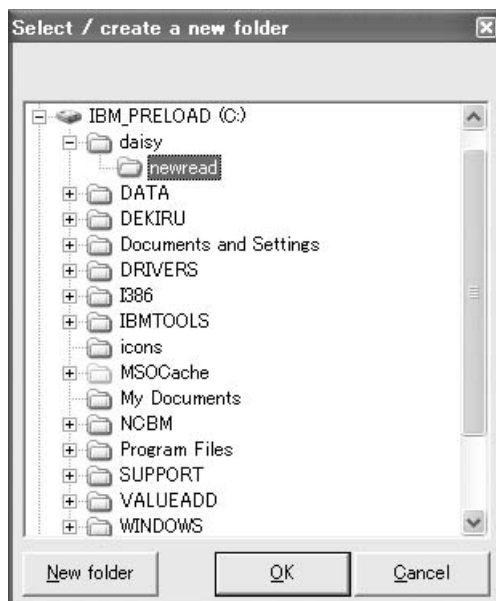 Select / create a new folder
IBM_PRELOAD (C:)
daisy
newread
DATA
DEKIRU
Documents and Settings
DRIVERS
I386
IBMTOOLS
icons
MSOCache
My Documents
NCBM
Program Files
SUPPORT
VALUEADD
WINDOWS
New folder OK Cancel